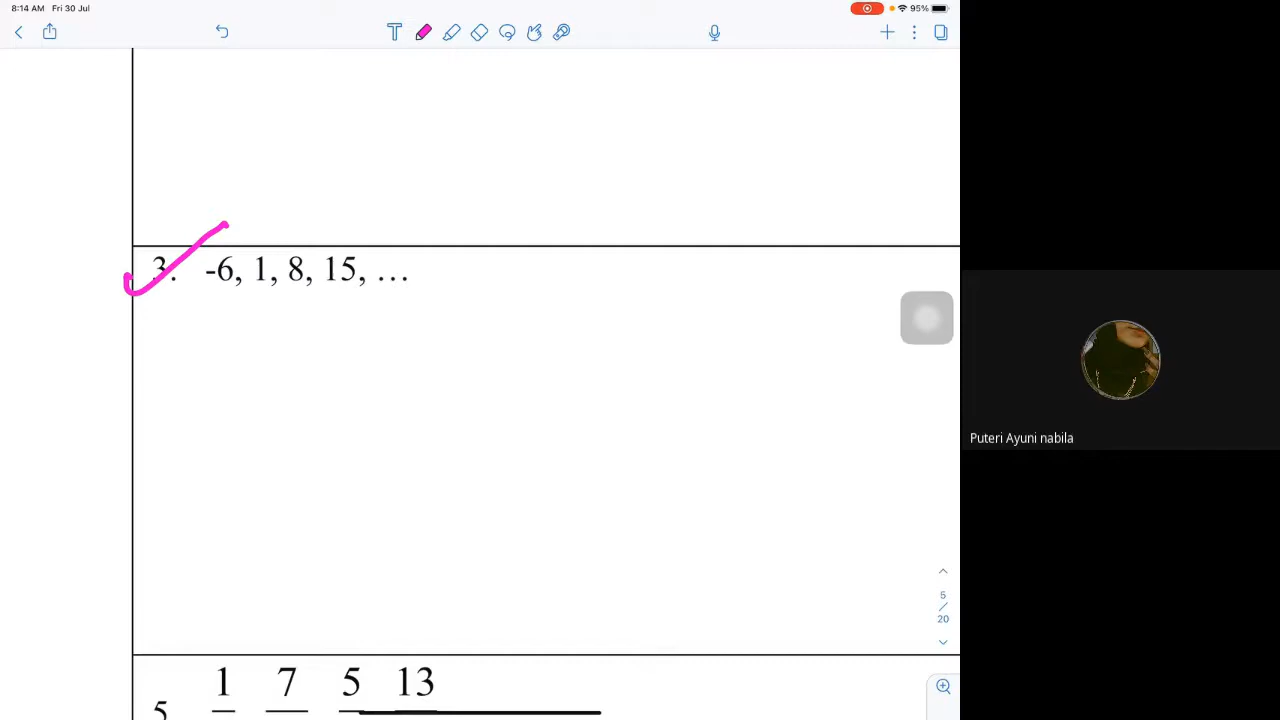 8:14 AM Fri 30 Jul
95%
T
3. -6, 1, 8, 15, …
Puteri Ayuni nabila
5
/
20
1 7 5 13
5